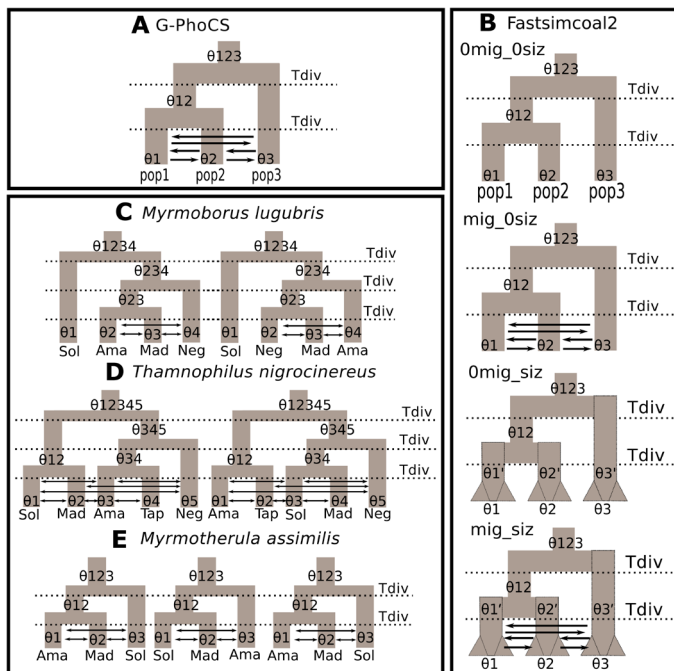 A G-PhoCS
θ123
Tdiv
θ12
Tdiv
θ1 θ2 θ3
pop1 pop2 pop3
B Fastsimcoal2
0mig_0siz
θ123
Tdiv
θ12
Tdiv
θ1 θ2 θ3
pop1 pop2 pop3
mig_0siz
θ123
Tdiv
θ12
Tdiv
θ1 θ2 θ3
0mig_siz
θ123
Tdiv
θ12
Tdiv
θ1' θ2' θ3'
θ1 θ2 θ3
mig_siz
θ123
Tdiv
θ12
θ1' θ2' θ3' Tdiv
θ1 θ2 θ3
C Myrmoborus lugubris
θ1234 θ1234
Tdiv
θ234 θ234
Tdiv
θ23 θ23
Tdiv
θ1 θ2 θ3 θ4 θ1 θ2 θ3 θ4
Sol Ama Mad Neg Sol Neg Mad Ama
D Thamnophilus nigrocinereus
θ12345 θ12345
Tdiv
θ345 θ345
Tdiv
θ12 θ34 θ12 θ34
Tdiv
θ1 θ2 θ3 θ4 θ5 θ1 θ2 θ3 θ4 θ5
Sol Mad Ama Tap Neg Ama Tap Sol Mad Neg
E Myrmotherula assimilis
θ123 θ123 θ123
Tdiv
θ12 θ12 θ12
Tdiv
θ1 θ2 θ3 θ1 θ2 θ3 θ1 θ2 θ3
Ama Mad Sol Sol Mad Ama Ama Mad Sol